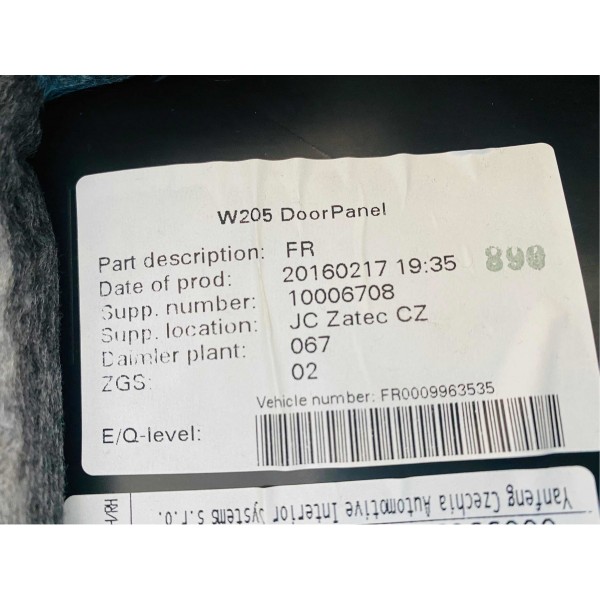 W205 DoorPanel
Part description: FR
Date of prod: 20160217 19:35
890
Supp. number: 10006708
Supp. location: JC Zatec CZ
Daimler plant: 067
ZGS: 02
Vehicle number: FR0009963535
E/Q-level:
Yanfeng Czechia Automotive Interior Systems s.r.o.